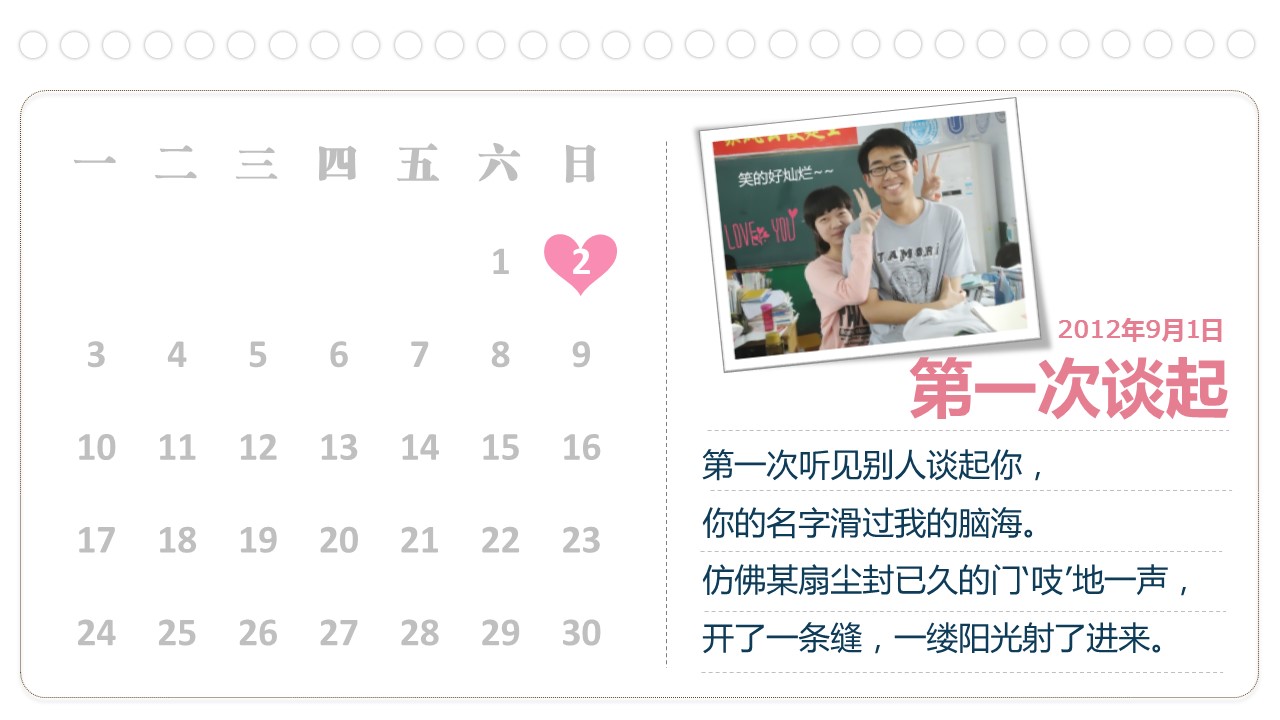 一 二 三 四 五 六 日
1 2
3 4 5 6 7 8 9
10 11 12 13 14 15 16
17 18 19 20 21 22 23
24 25 26 27 28 29 30
笑的好灿烂~~
LOVE YOU
TAMORI
2012年9月1日
第一次谈起
第一次听见别人谈起你，
你的名字滑过我的脑海。
仿佛某扇尘封已久的门‘吱’地一声，
开了一条缝，一缕阳光射了进来。